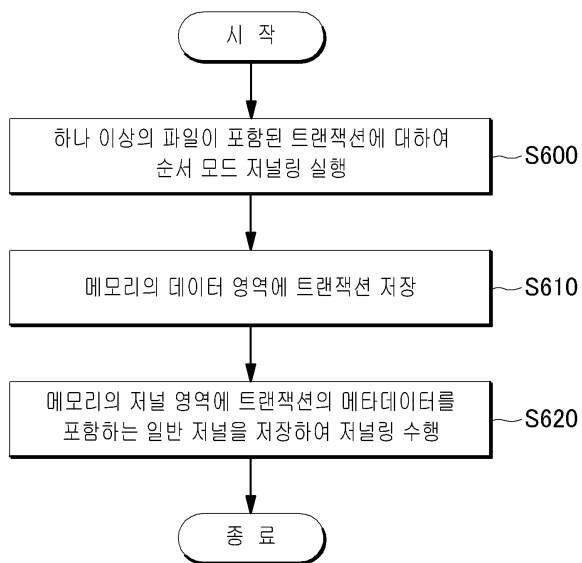 시 작
하나 이상의 파일이 포함된 트랜잭션에 대하여
순서 모드 저널링 실행
S600
메모리의 데이터 영역에 트랜잭션 저장
S610
메모리의 저널 영역에 트랜잭션의 메타데이터를
포함하는 일반 저널을 저장하여 저널링 수행
S620
종 료